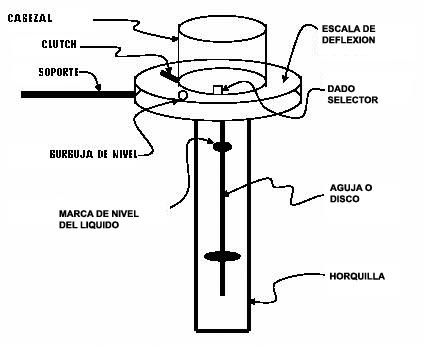 CABEZAL
CLUTCH
SOPORTE
ESCALA DE
DEFLEXION
DADO
SELECTOR
BURBUJA DE NIVEL
MARCA DE NIVEL
DEL LIQUIDO
AGUJA O
DISCO
HORQUILLA